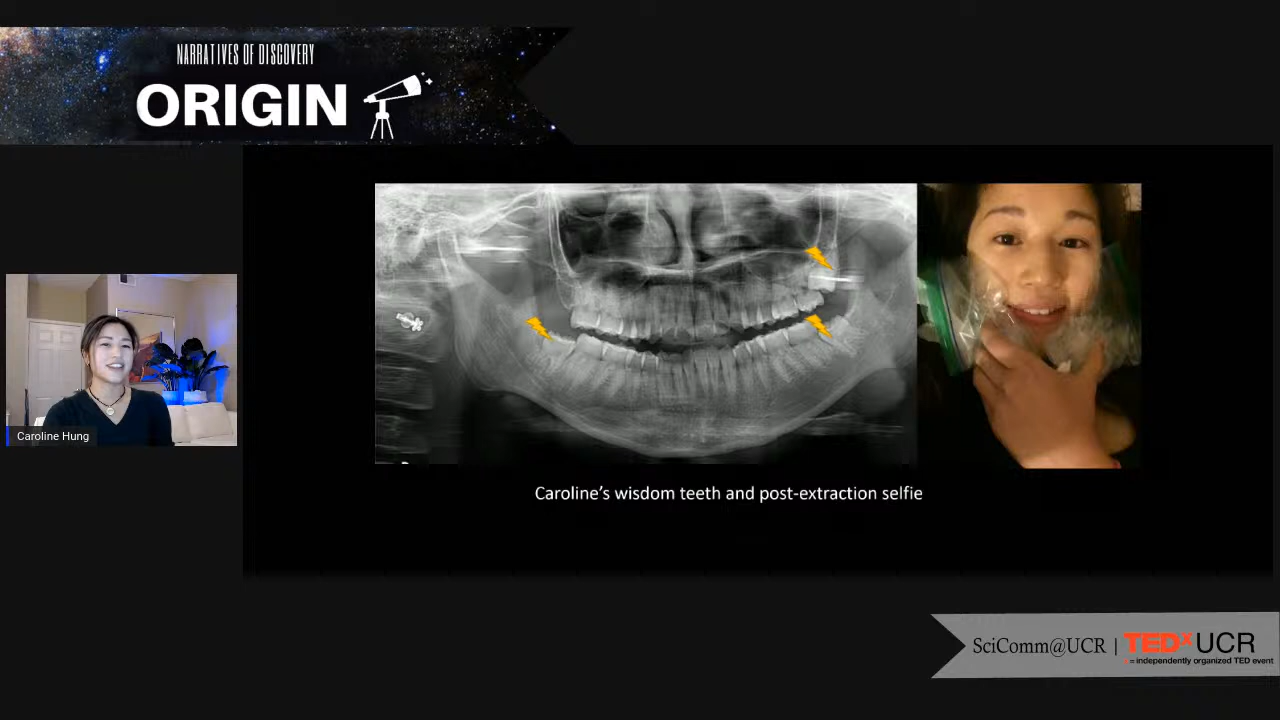 NARRATIVES OF DISCOVERY
ORIGIN
Caroline Hung
Caroline's wisdom teeth and post-extraction selfie
SciComm@UCR | TEDxUCR
x = independently organized TED event